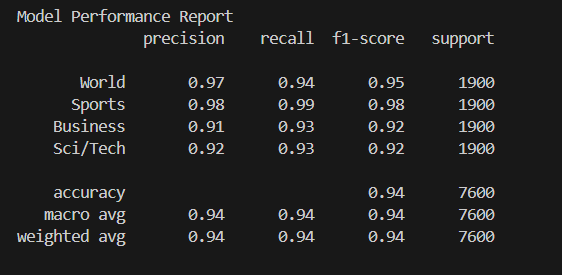 Model Performance Report
precision recall f1-score support
World 0.97 0.94 0.95 1900
Sports 0.98 0.99 0.98 1900
Business 0.91 0.93 0.92 1900
Sci/Tech 0.92 0.93 0.92 1900
accuracy 0.94 7600
macro avg 0.94 0.94 0.94 7600
weighted avg 0.94 0.94 0.94 7600